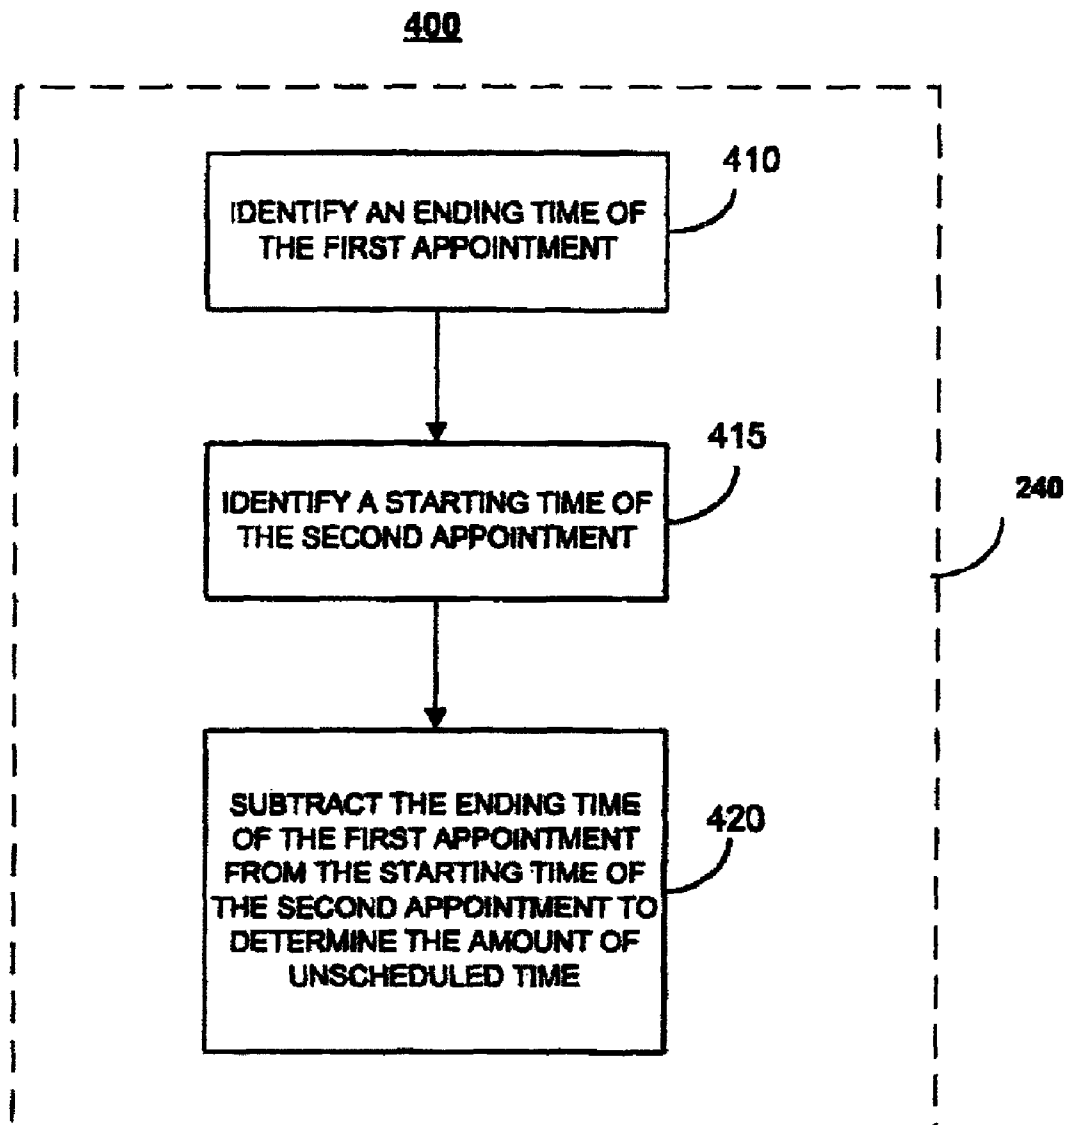 400
410
IDENTIFY AN ENDING TIME OF
THE FIRST APPOINTMENT
415
IDENTIFY A STARTING TIME OF
THE SECOND APPOINTMENT
240
420
SUBTRACT THE ENDING TIME
OF THE FIRST APPOINTMENT
FROM THE STARTING TIME OF
THE SECOND APPOINTMENT TO
DETERMINE THE AMOUNT OF
UNSCHEDULED TIME